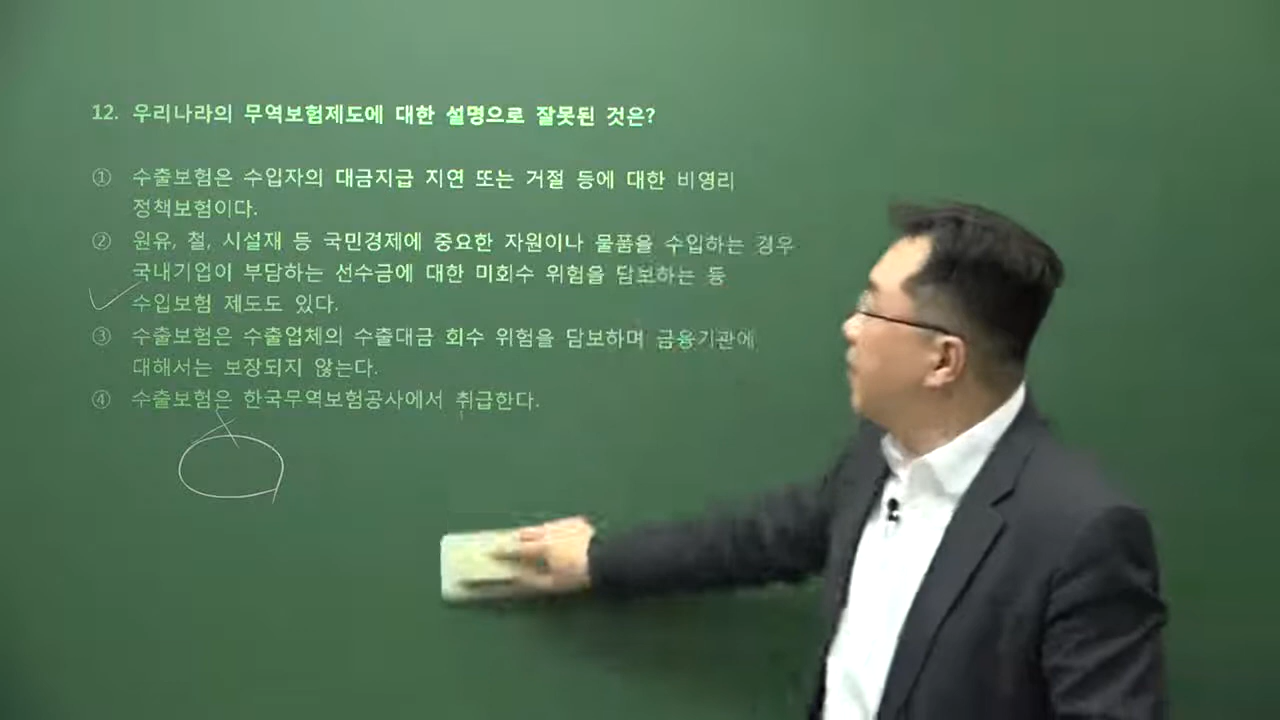 12. 우리나라의 무역보험제도에 대한 설명으로 잘못된 것은?
① 수출보험은 수입자의 대금지급 지연 또는 거절 등에 대한 비영리
정책보험이다.
② 원유, 철, 시설재 등 국민경제에 중요한 자원이나 물품을 수입하는 경우
국내기업이 부담하는 선수금에 대한 미회수 위험을 담보하는 등
수입보험 제도도 있다.
③ 수출보험은 수출업체의 수출대금 회수 위험을 담보하며 금융기관에
대해서는 보장되지 않는다.
④ 수출보험은 한국무역보험공사에서 취급한다.